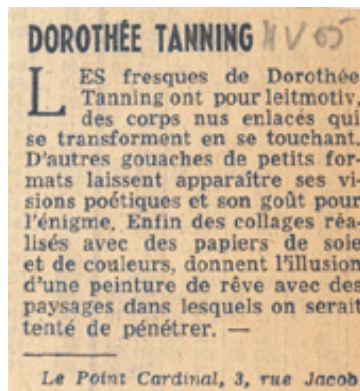 DOROTHÉE TANNING
LES fresques de Dorothée
Tanning ont pour leitmotiv,
des corps nus enlacés qui
se transforment en se touchant.
D'autres gouaches de petits for-
mats laissent apparaître ses vi-
sions poétiques et son goût pour
l'énigme. Enfin des collages réa-
lisés avec des papiers de soie
et de couleurs, donnent l'illusion
d'une peinture de rêve avec des
paysages dans lesquels on serait
tenté de pénétrer. —
Le Point Cardinal, 3, rue Jacob